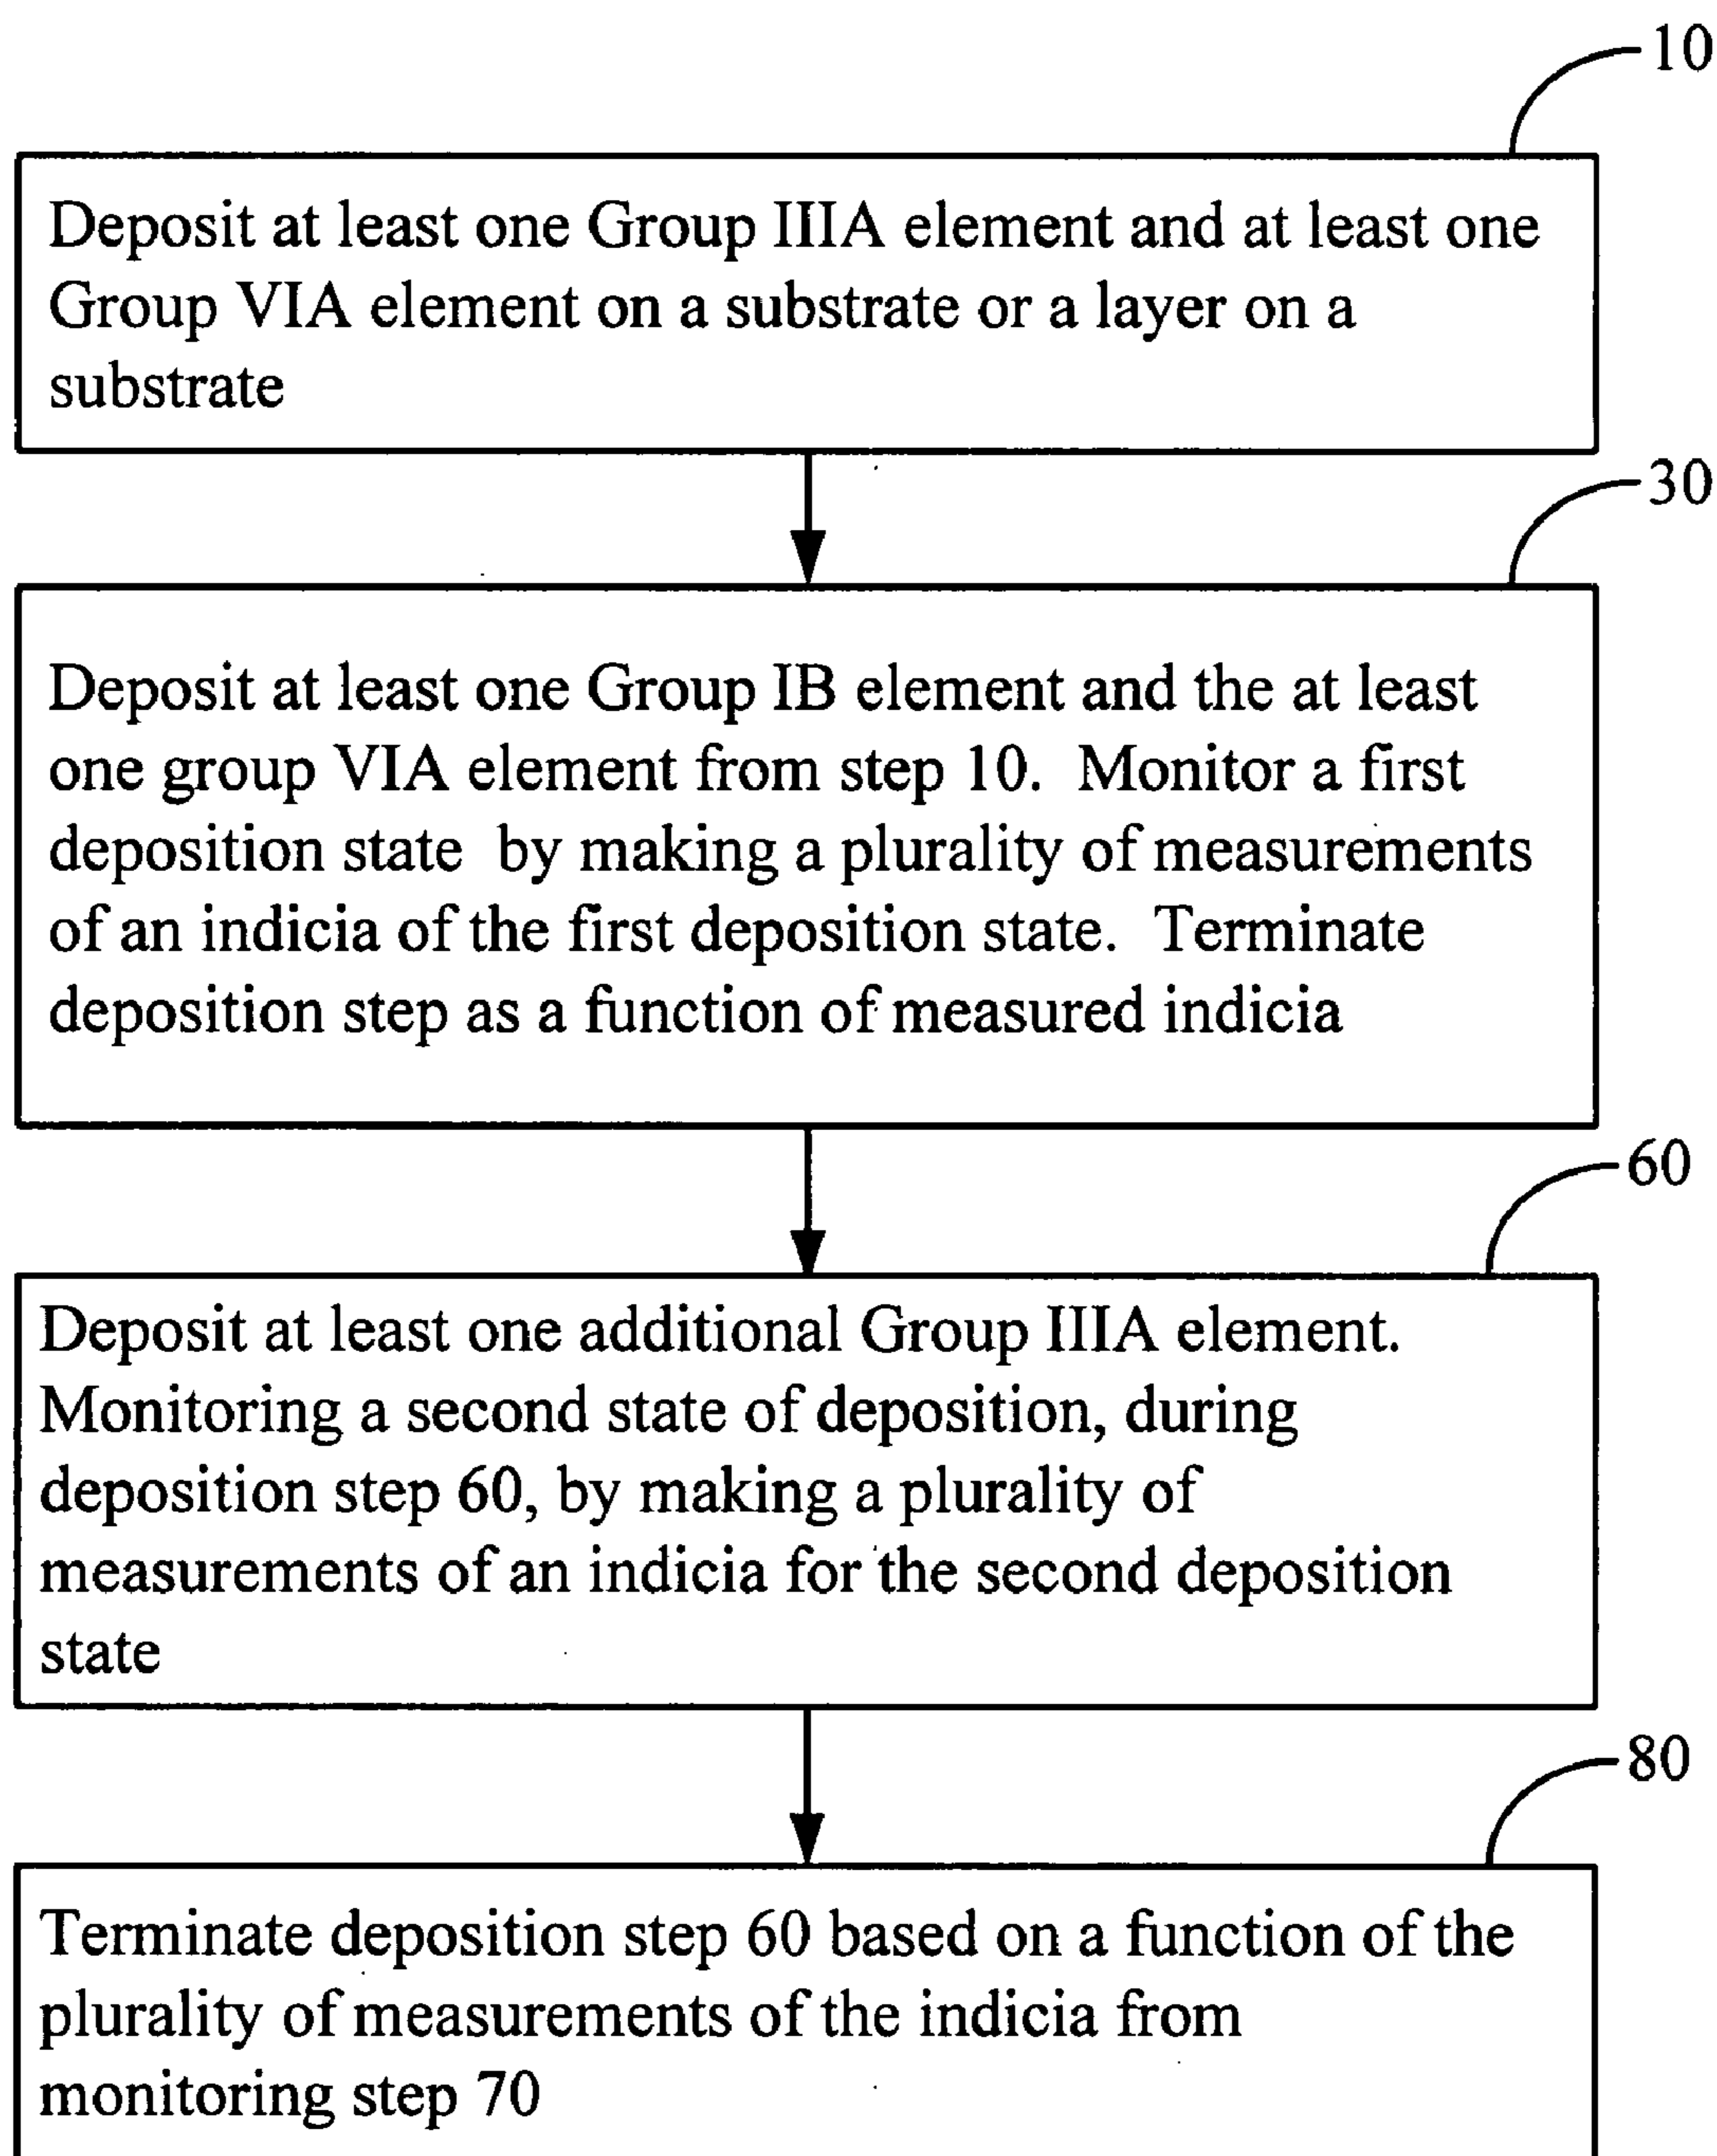 10
Deposit at least one Group IIIA element and at least one
Group VIA element on a substrate or a layer on a
substrate
30
Deposit at least one Group IB element and the at least
one group VIA element from step 10. Monitor a first
deposition state by making a plurality of measurements
of an indicia of the first deposition state. Terminate
deposition step as a function of measured indicia
60
Deposit at least one additional Group IIIA element.
Monitoring a second state of deposition, during
deposition step 60, by making a plurality of
measurements of an indicia for the second deposition
state
80
Terminate deposition step 60 based on a function of the
plurality of measurements of the indicia from
monitoring step 70